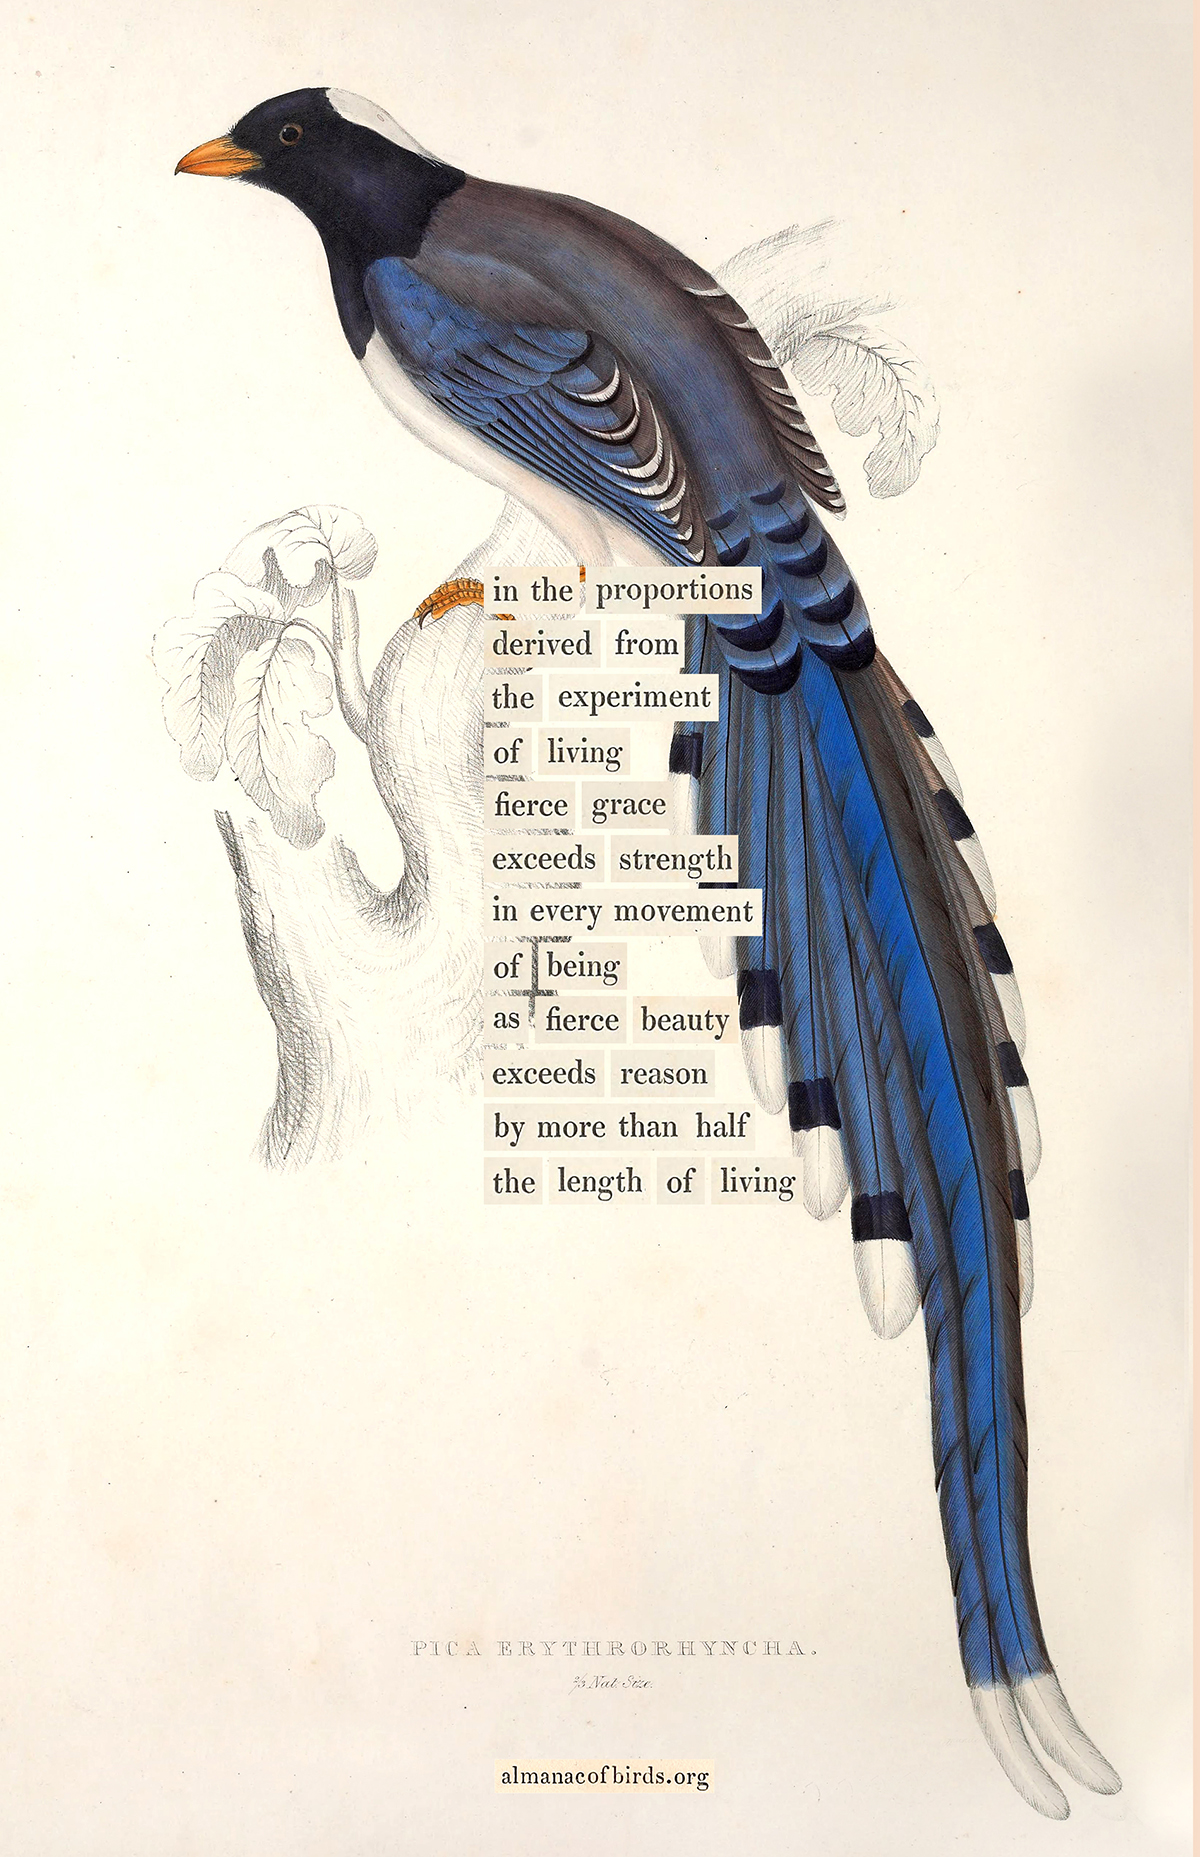 in the proportions
derived from
the experiment
of living
fierce grace
exceeds strength
in every movement
of being
as fierce beauty
exceeds reason
by more than half
the length of living
PICA ERYTHRORHYNCHA.
⅔ Nat. Size.
almanacofbirds.org